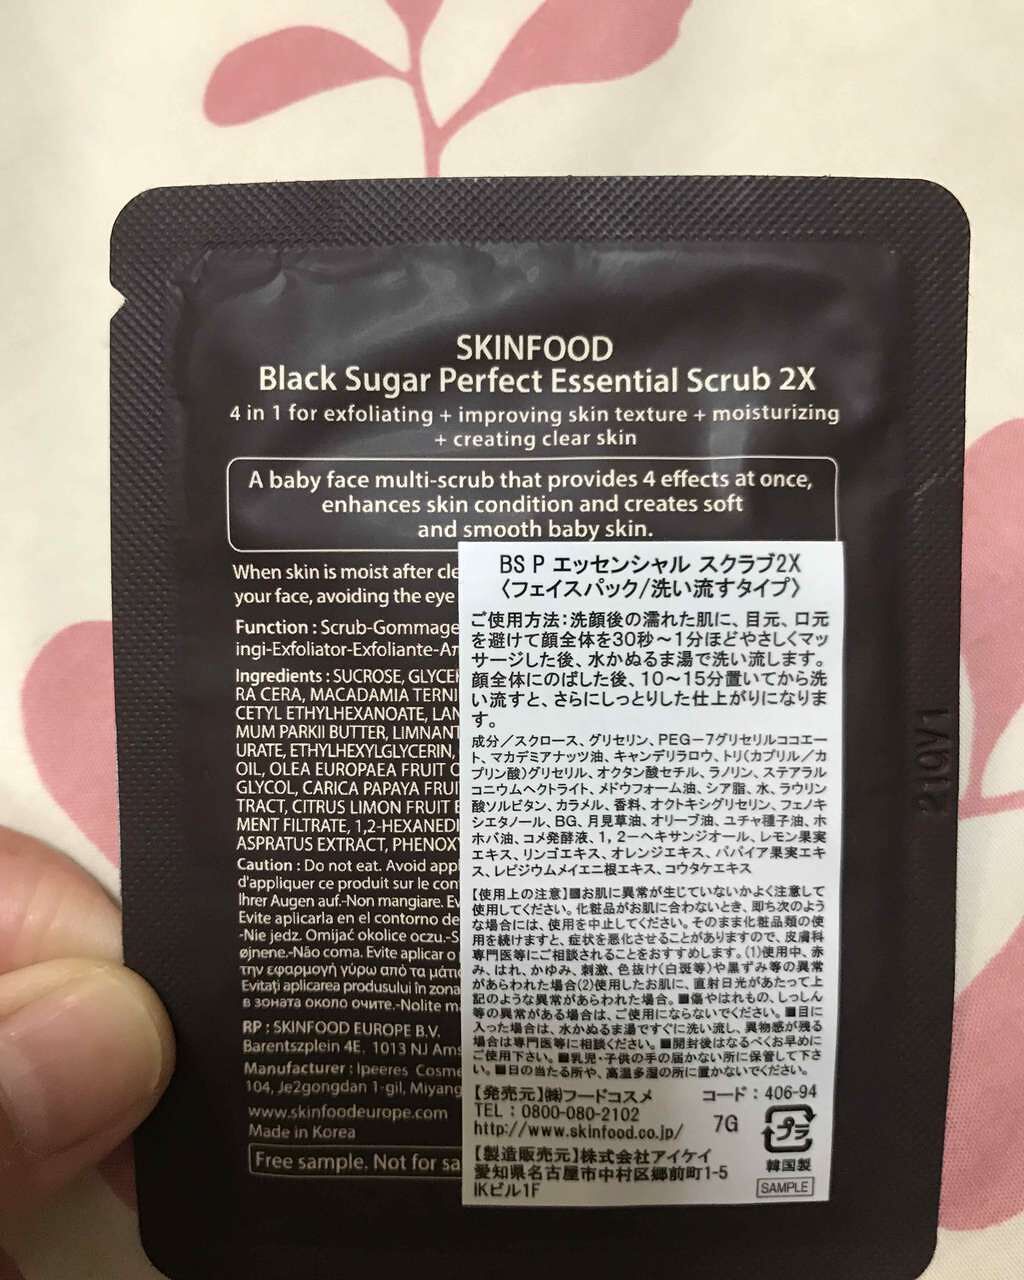 SKINFOOD
Black Sugar Perfect Essential Scrub 2X
4 in 1 for exfoliating + improving skin texture + moisturizing
+ creating clear skin
A baby face multi-scrub that provides 4 effects at once,
enhances skin condition and creates soft
and smooth baby skin.
When skin is moist after cle
your face, avoiding the eye
Function : Scrub-Gommage
ingi-Exfoliator-Exfoliante-Ar
Ingredients : SUCROSE, GLYCE
RA CERA, MACADAMIA TERNI
CETYL ETHYLHEXANOATE, LAN
MUM PARKII BUTTER, LIMNANT
URATE, ETHYLHEXYLGLYCERIN,
OIL, OLEA EUROPAEA FRUIT
GLYCOL, CARICA PAPAYA FRUI
TRACT, CITRUS LIMON FRUIT E
MENT FILTRATE, 1,2-HEXANEDI
ASPRATUS EXTRACT, PHENOXY
Caution : Do not eat. Avoid appl
d'appliquer ce produit sur le con
Ihrer Augen auf.-Non mangiare. Ev
Evite aplicarla en el contorno de
-Nie jedz. Omijać okolice oczu.-S
øjnene.-Não coma. Evite aplicar o
την εφαρμογή γύρω από τα μάτι
Evitați aplicarea produsului în zona
в зоната около очите.-Nolite m
RP : SKINFOOD EUROPE B.V.
Barentszplein 4E, 1013 NJ Ams
Manufacturer : Ipeeres Cosme
104, Je2gongdan 1-gil, Miyang
www.skinfoodeurope.com
Made in Korea
Free sample. Not for sa
BS P エッセンシャル スクラブ2X
〈フェイスパック/洗い流すタイプ〉
ご使用方法：洗顔後の濡れた肌に、目元、口元
を避けて顔全体を30秒～1分ほどやさしくマッ
サージした後、水かぬるま湯で洗い流します。
顔全体にのばした後、10～15分置いてから洗
い流すと、さらにしっとりした仕上がりになりま
す。
成分／スクロース、グリセリン、PEG－7グリセリルココエー
ト、マカデミアナッツ油、キャンデリラロウ、トリ(カプリル／カ
プリン酸)グリセリル、オクタン酸セチル、ラノリン、ステアラル
コニウムヘクトライト、メドウフォーム油、シア脂、水、ラウリン
酸ソルビタン、カラメル、香料、オクトキシグリセリン、フェノキ
シエタノール、BG、月見草油、オリーブ油、ユチャ種子油、ホ
ホバ油、コメ発酵液、1，2－ヘキサンジオール、レモン果実
エキス、リンゴエキス、オレンジエキス、パパイア果実エキ
ス、レピジウムメイエニ根エキス、コウタケエキス
【使用上の注意】■お肌に異常が生じていないかよく注意して
使用してください。化粧品がお肌に合わないとき、即ち次のよう
な場合には、使用を中止してください。そのまま化粧品類の使
用を続けますと、症状を悪化させることがありますので、皮膚科
専門医等にご相談されることをおすすめします。(1)使用中、赤
み、はれ、かゆみ、刺激、色抜け(白斑等)や黒ずみ等の異常
があらわれた場合(2)使用したお肌に、直射日光があたって上
記のような異常があらわれた場合。■傷やはれもの、しっしん
等の異常がある場合は、ご使用にならないでください。■目に
入った場合は、水かぬるま湯ですぐに洗い流し、異物感が残る
場合は専門医等に相談ください。■開封後はなるべくお早めに
ご使用下さい。■乳児・子供の手の届かない所に保管して下さ
い。■日の当たる所や、高温多湿の所に置かないでください。
【発売元】㈱フードコスメ コード：406-94
TEL：0800-080-2102
http://www.skinfood.co.jp/ 7G
プラ
韓国製
【製造販売元】株式会社アイケイ
愛知県名古屋市中村区郷前町1-5
IKビル1F
SAMPLE